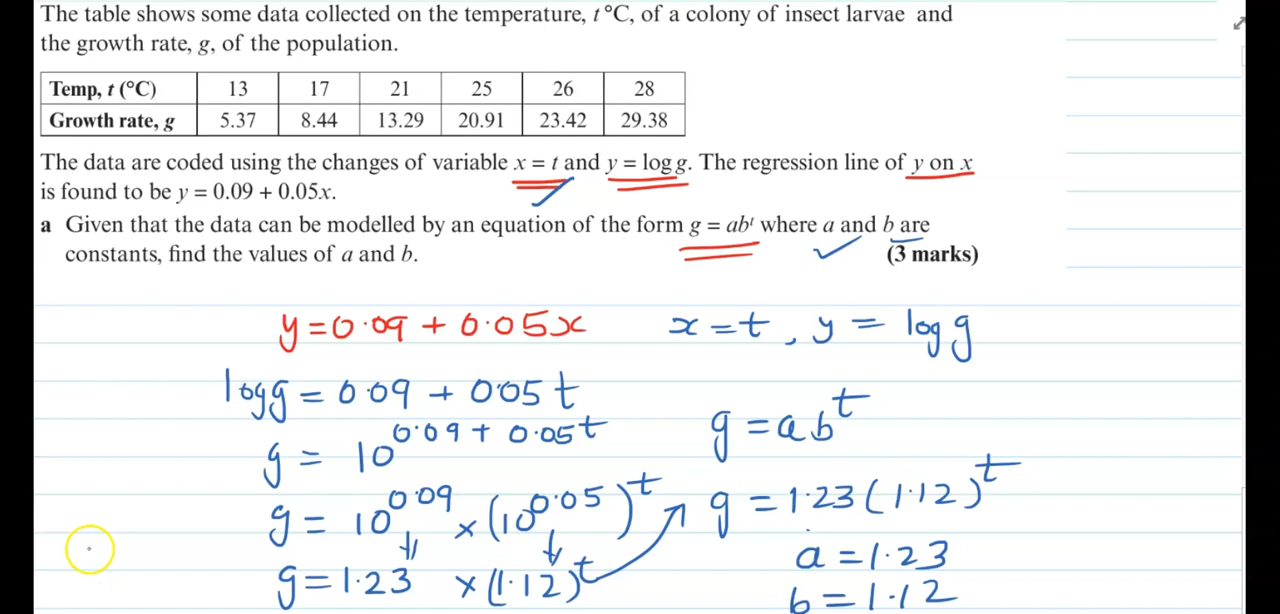 The table shows some data collected on the temperature, t °C, of a colony of insect larvae and
the growth rate, g, of the population.
Temp, t (°C) 13 17 21 25 26 28
Growth rate, g 5.37 8.44 13.29 20.91 23.42 29.38
The data are coded using the changes of variable x = t and y = log g. The regression line of y on x
is found to be y = 0.09 + 0.05x.
a Given that the data can be modelled by an equation of the form g = abᵗ where a and b are
constants, find the values of a and b. (3 marks)
y = 0.09 + 0.05x
x = t, y = log g
log g = 0.09 + 0.05 t
g = 10^(0.09 + 0.05t)
g = abᵗ
g = 10^0.09 × (10^0.05)ᵗ
g = 1.23 (1.12)ᵗ
g = 1.23 × (1.12)ᵗ
a = 1.23
b = 1.12